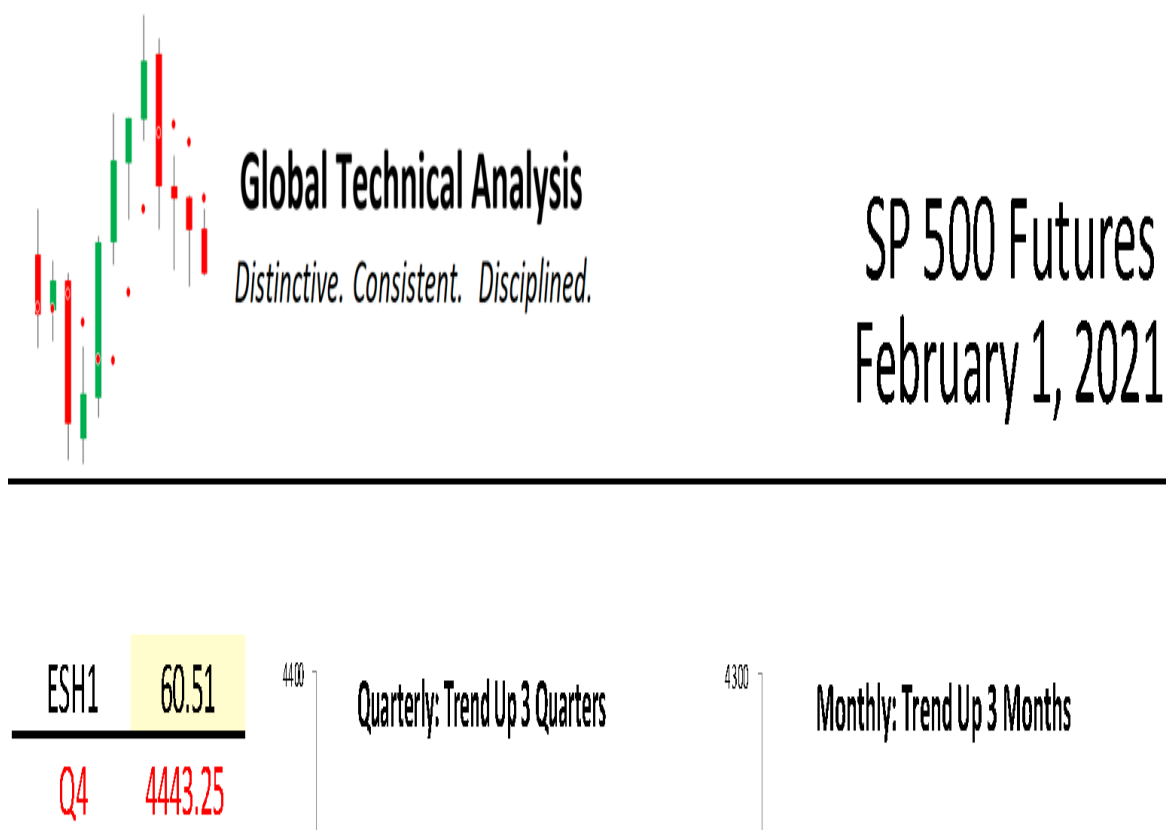 Global Technical Analysis
Distinctive. Consistent. Disciplined.
SP 500 Futures
February 1, 2021
ESH1 60.51
Q4 4443.25
4400
Quarterly: Trend Up 3 Quarters
4300
Monthly: Trend Up 3 Months